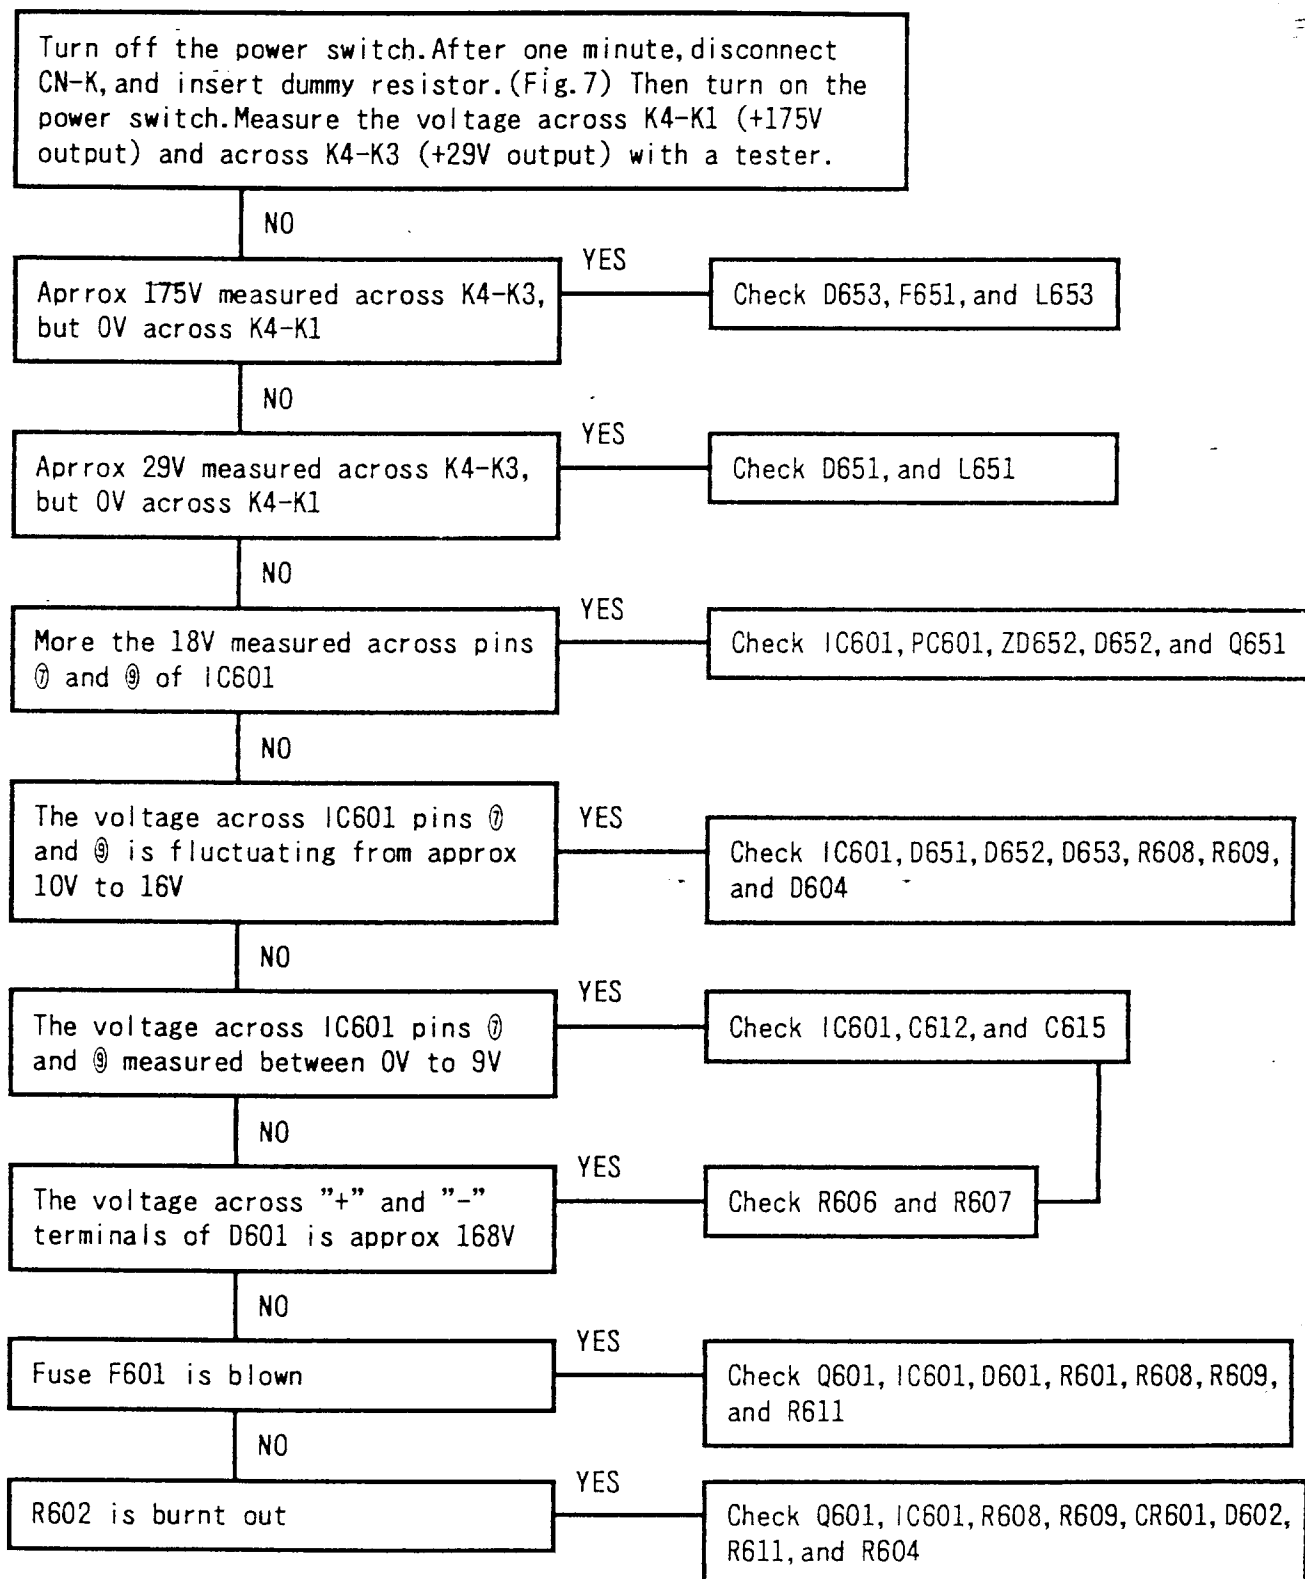 Turn off the power switch.After one minute,disconnect
CN-K,and insert dummy resistor.(Fig.7) Then turn on the
power switch.Measure the voltage across K4-K1 (+175V
output) and across K4-K3 (+29V output) with a tester.
NO
Aprrox 175V measured across K4-K3,
but 0V across K4-K1
YES
Check D653,F651,and L653
NO
Aprrox 29V measured across K4-K3,
but 0V across K4-K1
YES
Check D651,and L651
NO
More the 18V measured across pins
⑦ and ⑨ of IC601
YES
Check IC601,PC601,ZD652,D652,and Q651
NO
The voltage across IC601 pins ⑦
and ⑨ is fluctuating from approx
10V to 16V
YES
Check IC601,D651,D652,D653,R608,R609,
and D604
NO
The voltage across IC601 pins ⑦
and ⑨ measured between 0V to 9V
YES
Check IC601,C612,and C615
NO
The voltage across "+" and "-"
terminals of D601 is approx 168V
YES
Check R606 and R607
NO
Fuse F601 is blown
YES
Check Q601,IC601,D601,R601,R608,R609,
and R611
NO
R602 is burnt out
YES
Check Q601,IC601,R608,R609,CR601,D602,
R611,and R604